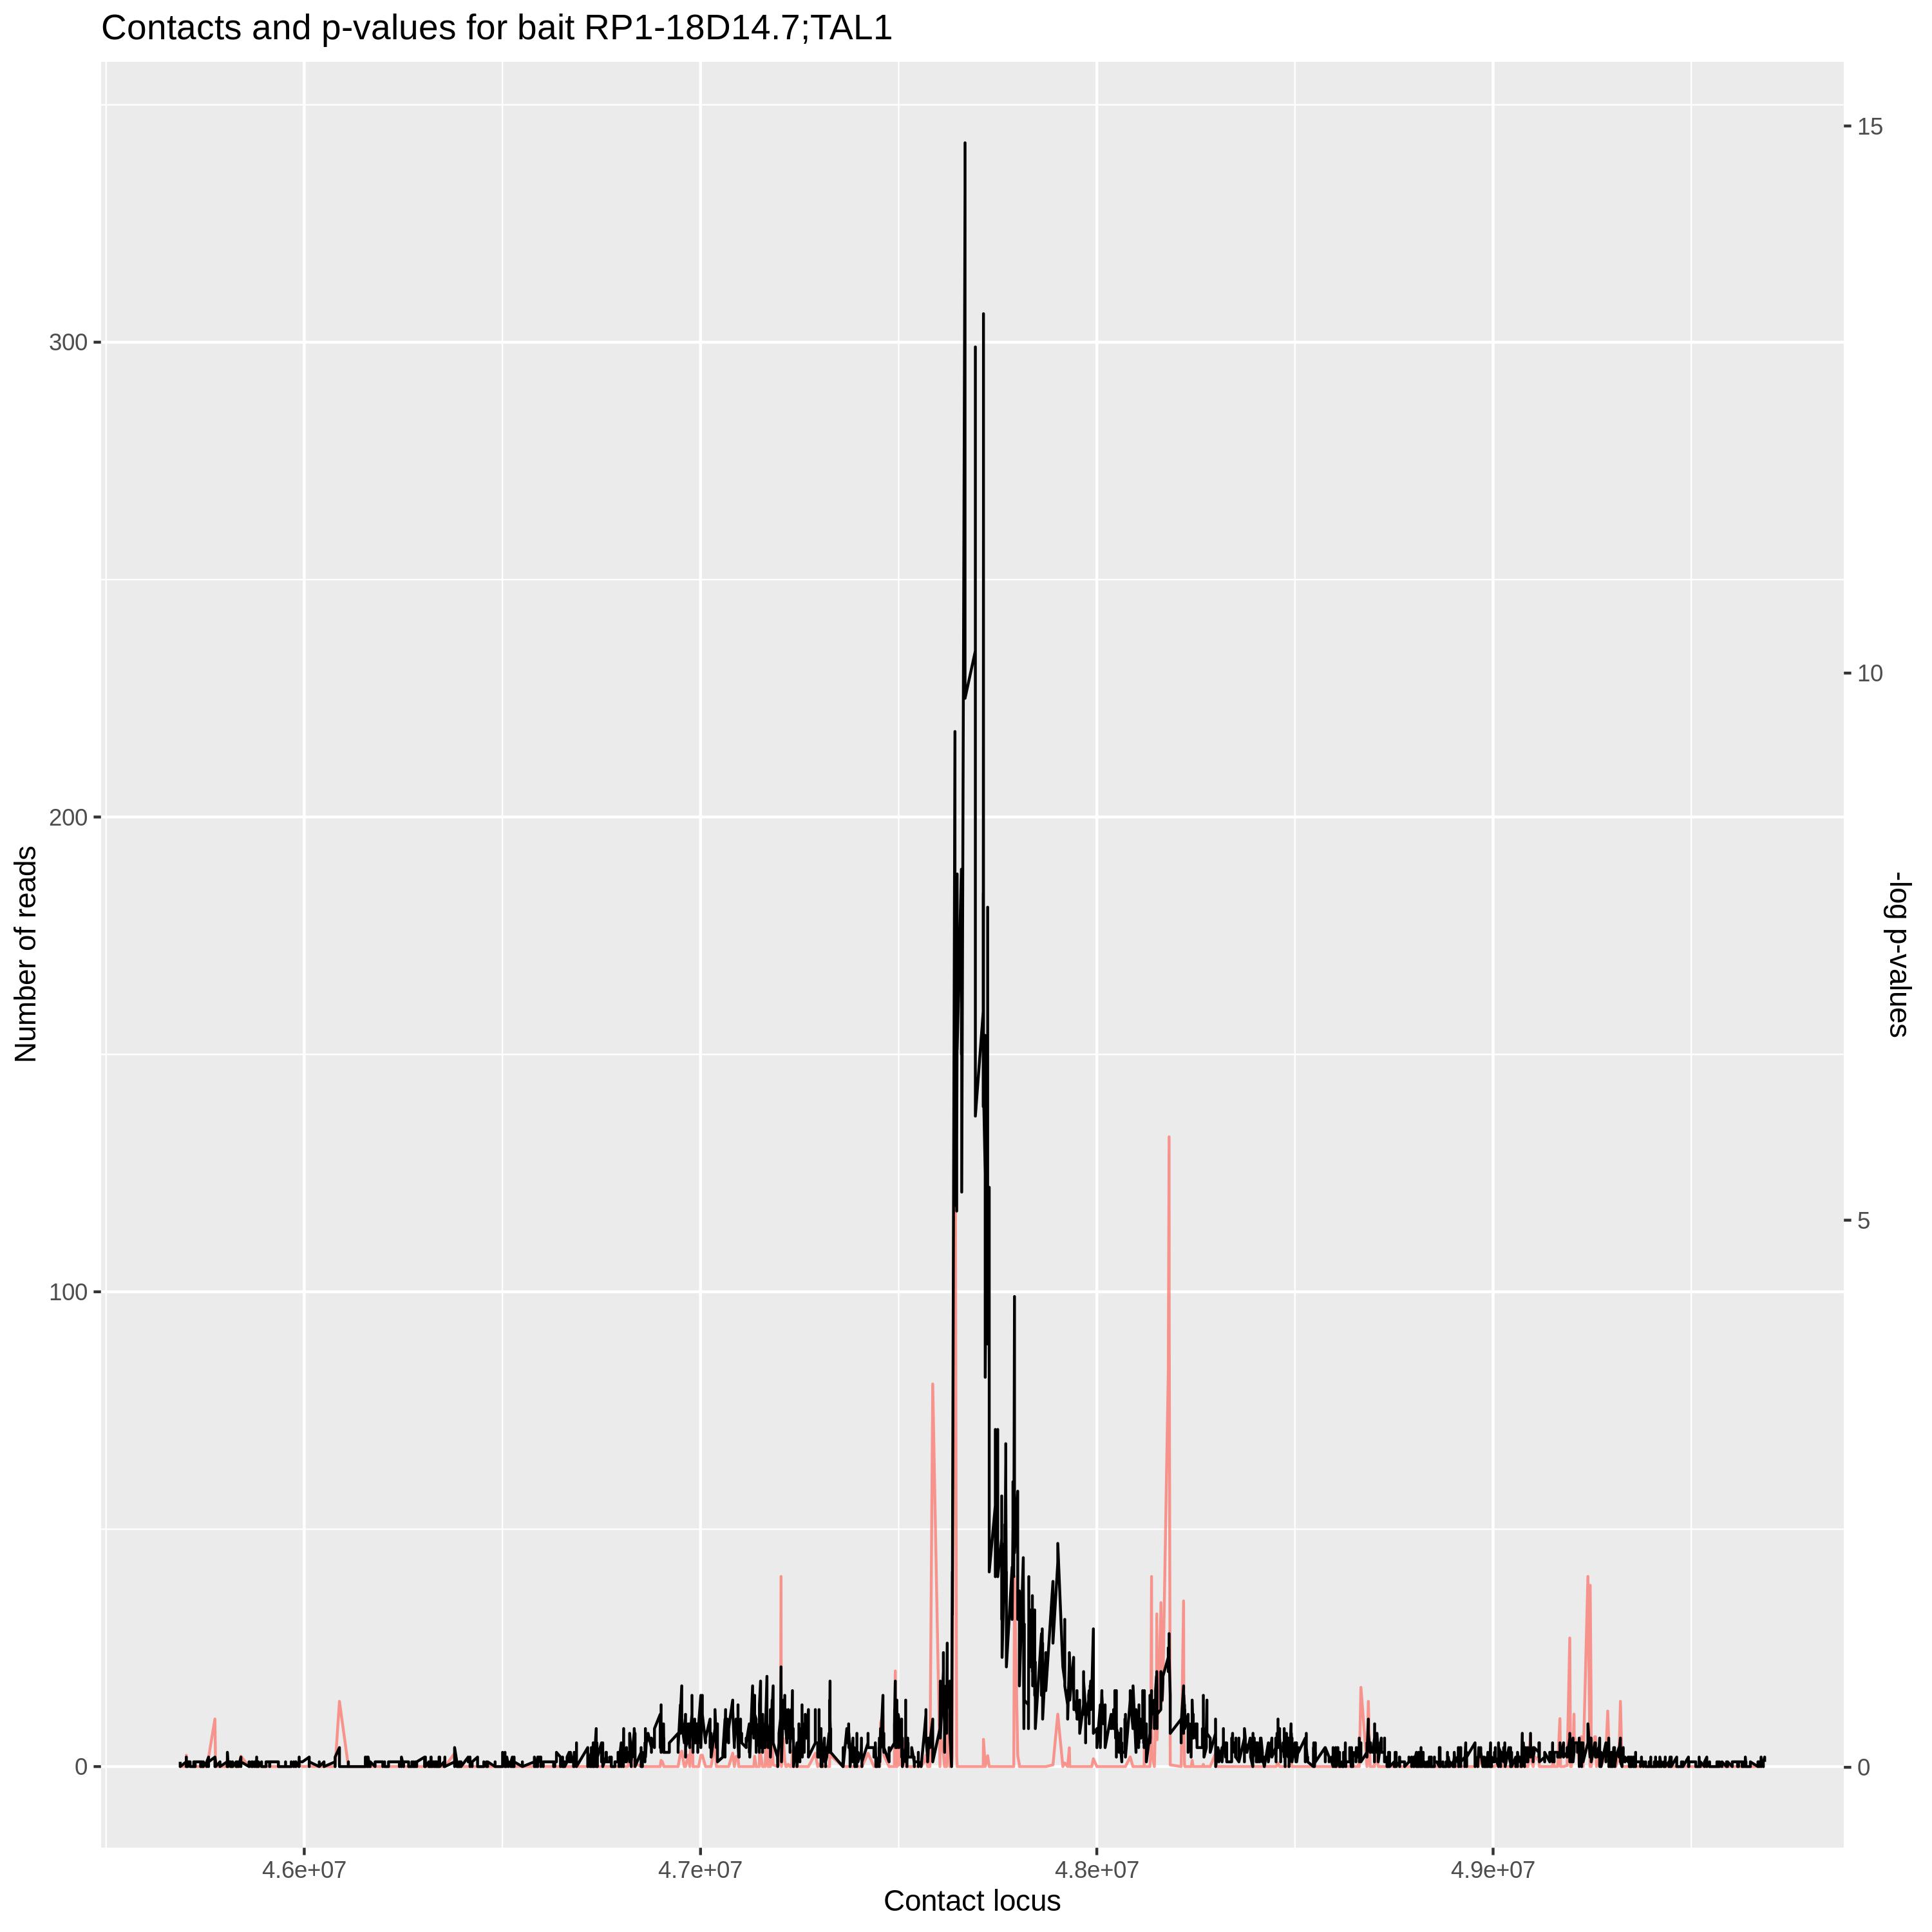 Contacts and p-values for bait RP1-18D14.7;TAL1
Number of reads
300
200
100
0
15
10
5
0
-log p-values
4.6e+07
4.7e+07
4.8e+07
4.9e+07
Contact locus